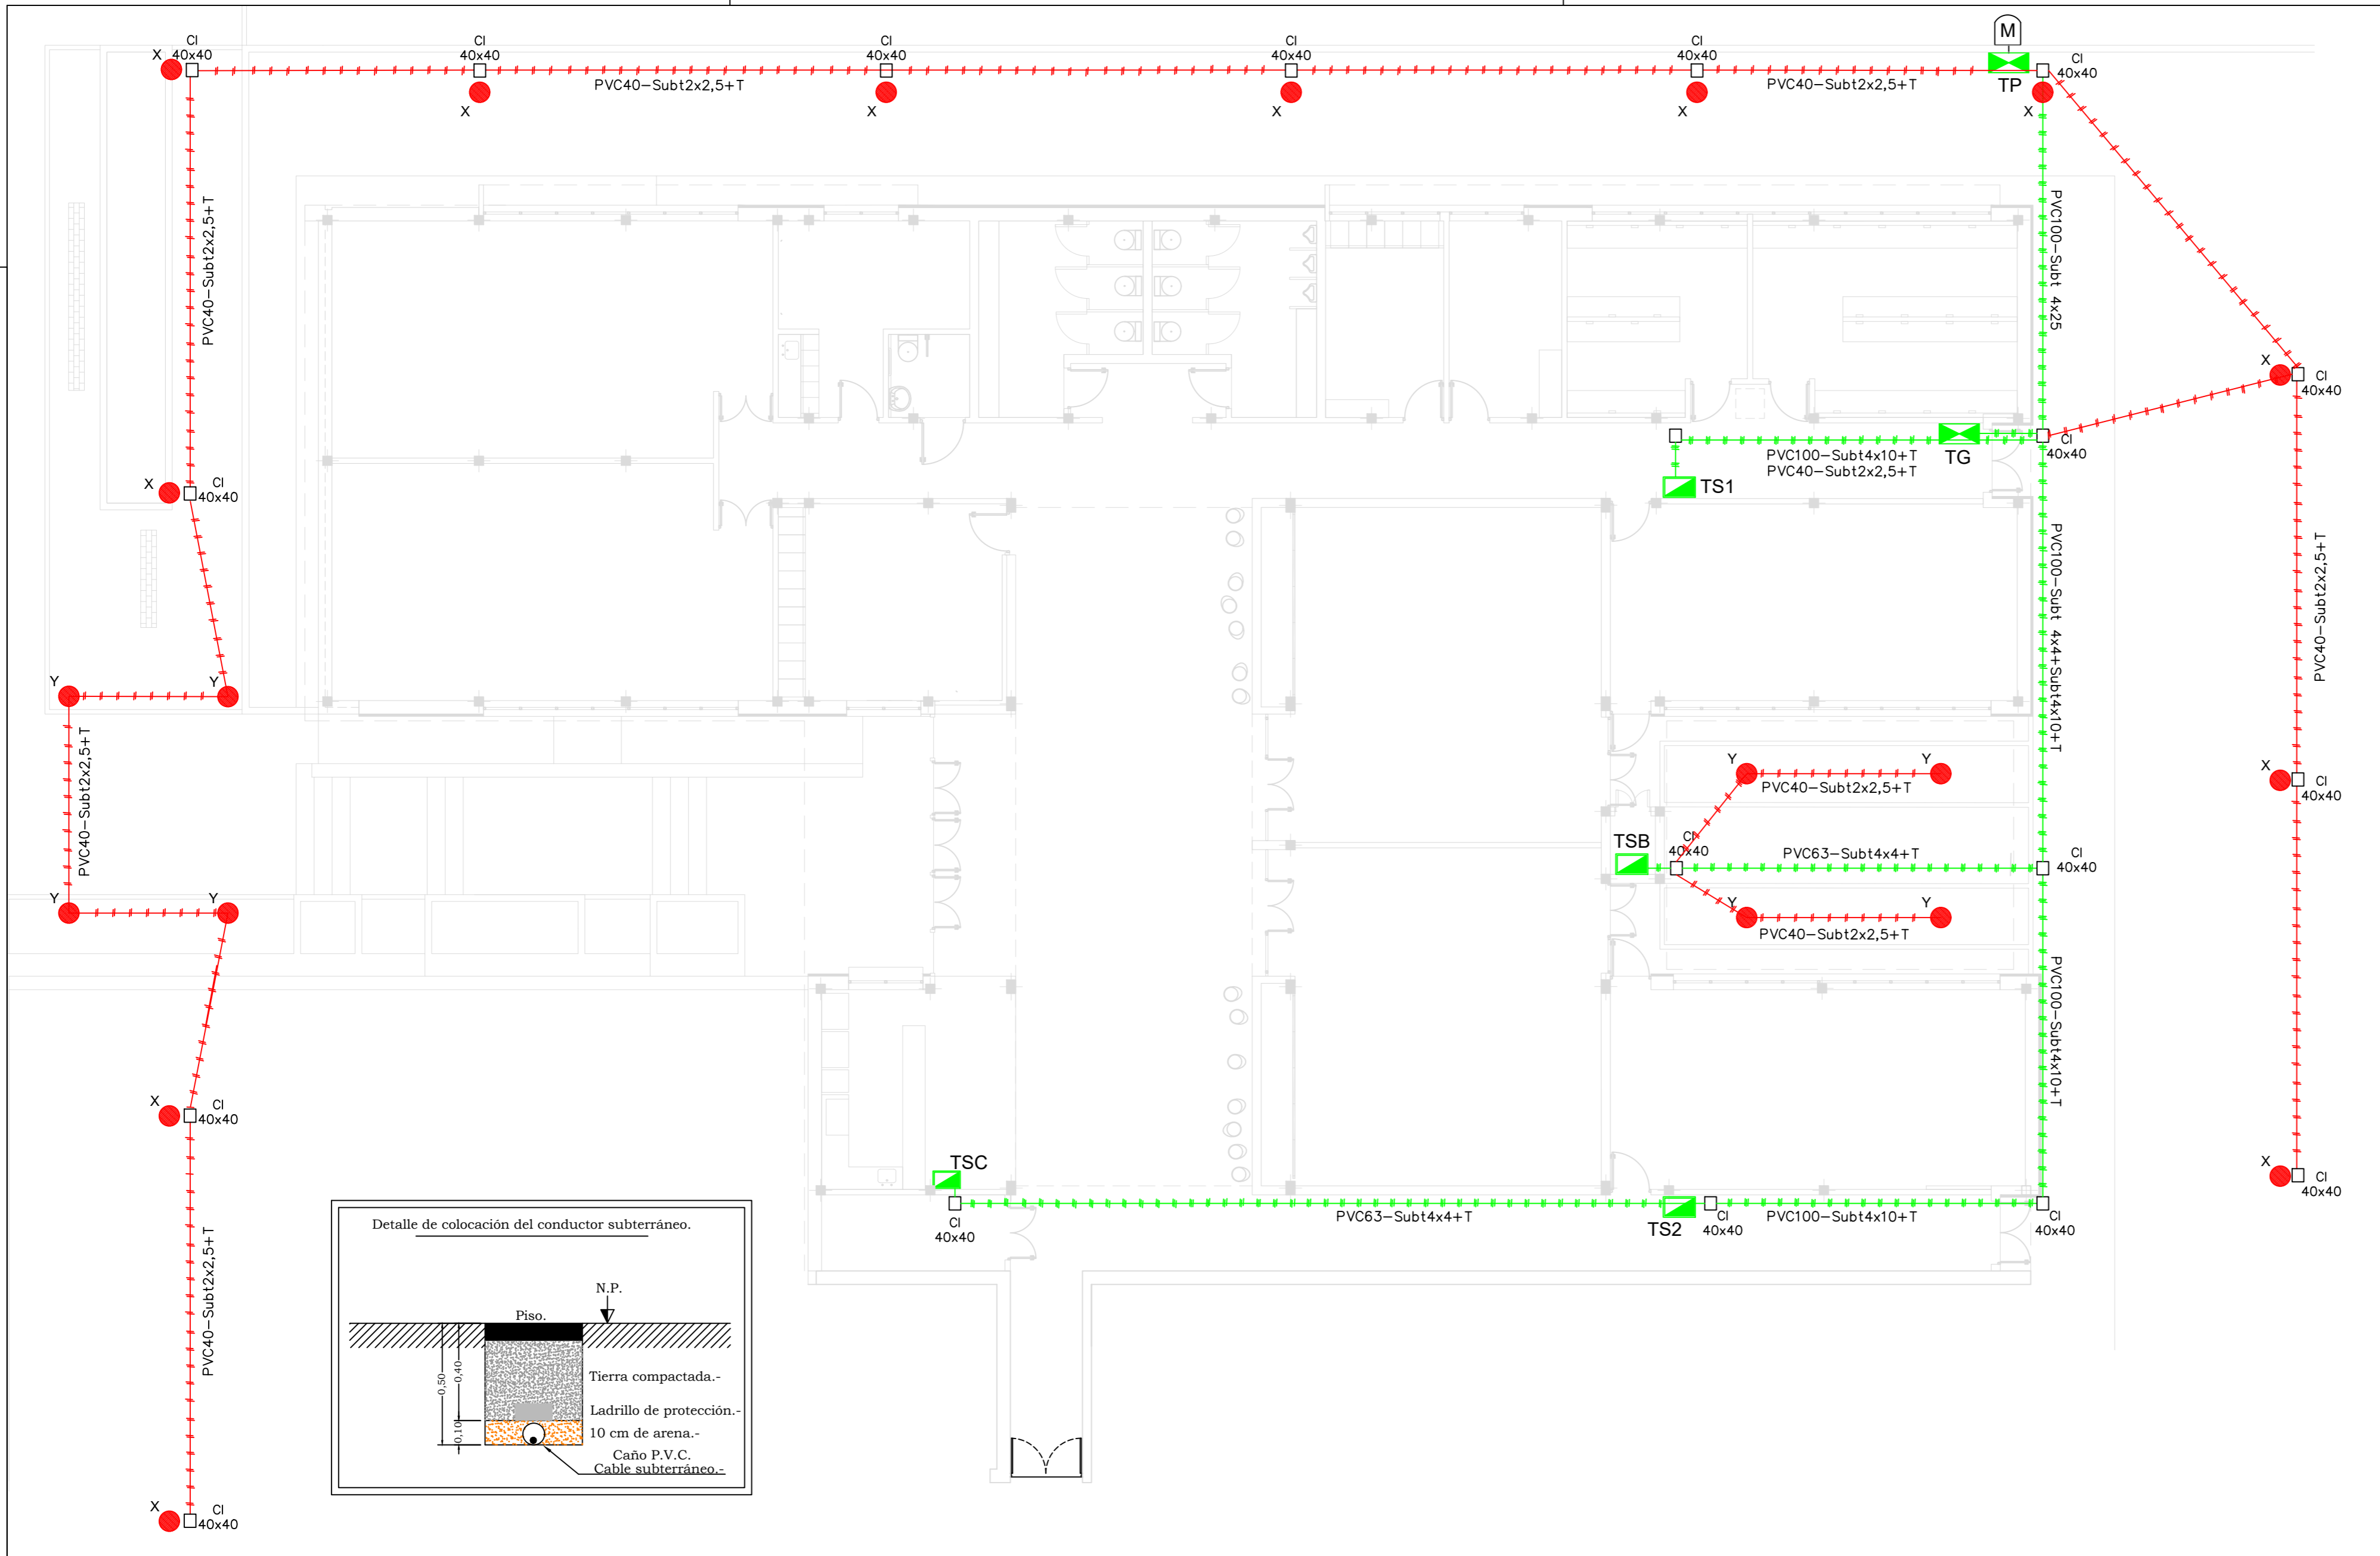 M
CI
40x40
X
CI
40x40
X
CI
40x40
X
CI
40x40
X
CI
40x40
X
CI
40x40
X
TP
PVC40-Subt2x2,5+T
PVC40-Subt2x2,5+T
PVC40-Subt2x2,5+T
PVC100-Subt 4x25
X
CI
40x40
CI
40x40
PVC100-Subt4x10+T
PVC40-Subt2x2,5+T
TG
TS1
X
CI
40x40
PVC100-Subt 4x4+Subt4x10+T
PVC40-Subt2x2,5+T
Y
Y
PVC40-Subt2x2,5+T
Y
Y
PVC40-Subt2x2,5+T
X
CI
40x40
TSB
CI
40x40
PVC63-Subt4x4+T
CI
40x40
Y
Y
Y
Y
PVC40-Subt2x2,5+T
PVC100-Subt4x10+T
X
CI
40x40
TSC
CI
40x40
PVC63-Subt4x4+T
TS2
CI
40x40
PVC100-Subt4x10+T
CI
40x40
X
CI
40x40
PVC40-Subt2x2,5+T
X
CI
40x40
Detalle de colocación del conductor subterráneo.
N.P.
Piso.
0,50
0,40
0,10
Tierra compactada.-
Ladrillo de protección.-
10 cm de arena.-
Caño P.V.C.
Cable subterráneo.-